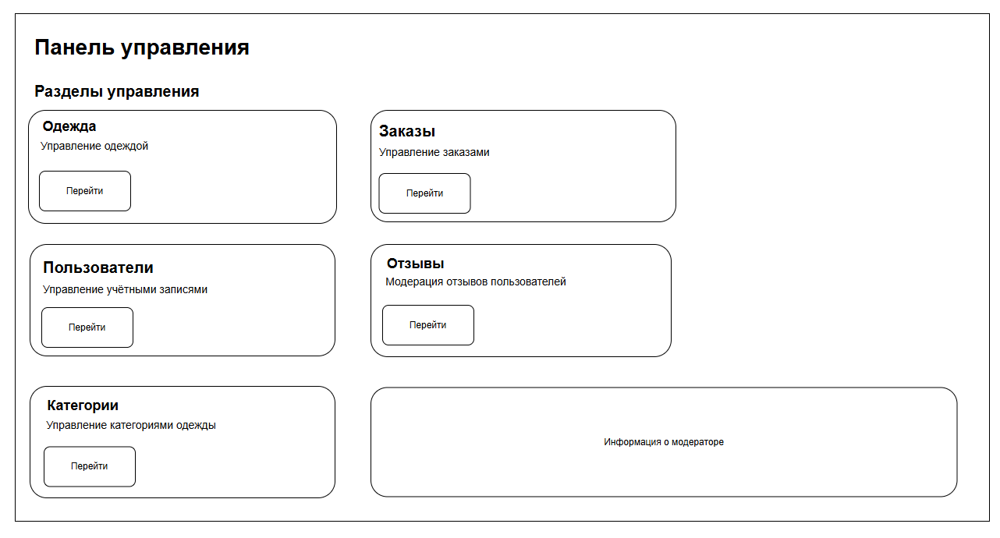 Панель управления
Разделы управления
Одежда
Управление одеждой
Перейти
Заказы
Управление заказами
Перейти
Пользователи
Управление учётными записями
Перейти
Отзывы
Модерация отзывов пользователей
Перейти
Категории
Управление категориями одежды
Перейти
Информация о модераторе